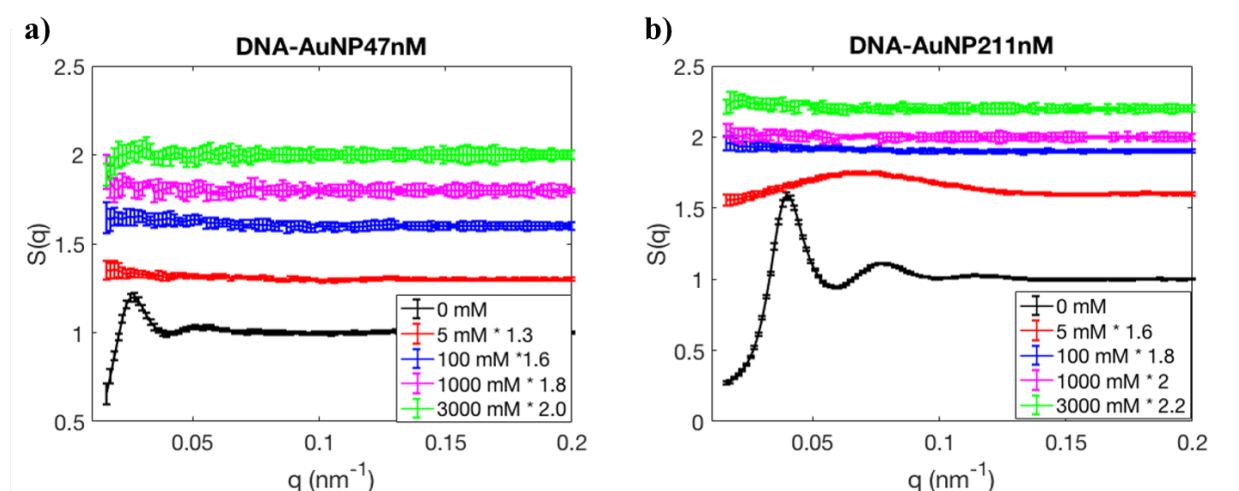 a)
DNA-AuNP47nM
2.5
2
1.5
1
0.5
S(q)
0.05
0.1
0.15
0.2
q (nm-1)
0 mM
5 mM * 1.3
100 mM *1.6
1000 mM * 1.8
3000 mM * 2.0
b)
DNA-AuNP211nM
2.5
2
1.5
1
0.5
0
S(q)
0.05
0.1
0.15
0.2
q (nm-1)
0 mM
5 mM * 1.6
100 mM * 1.8
1000 mM * 2
3000 mM * 2.2